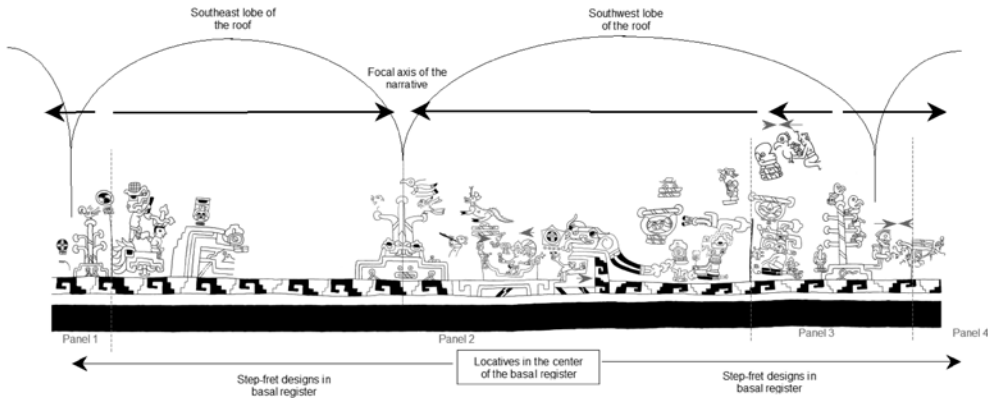 Southeast lobe of
the roof
Southwest lobe
of the roof
Focal axis of the
narrative
Panel 1
Panel 2
Panel 3
Panel 4
Locatives in the center
of the basal register
Step-fret designs in
basal register
Step-fret designs in
basal register